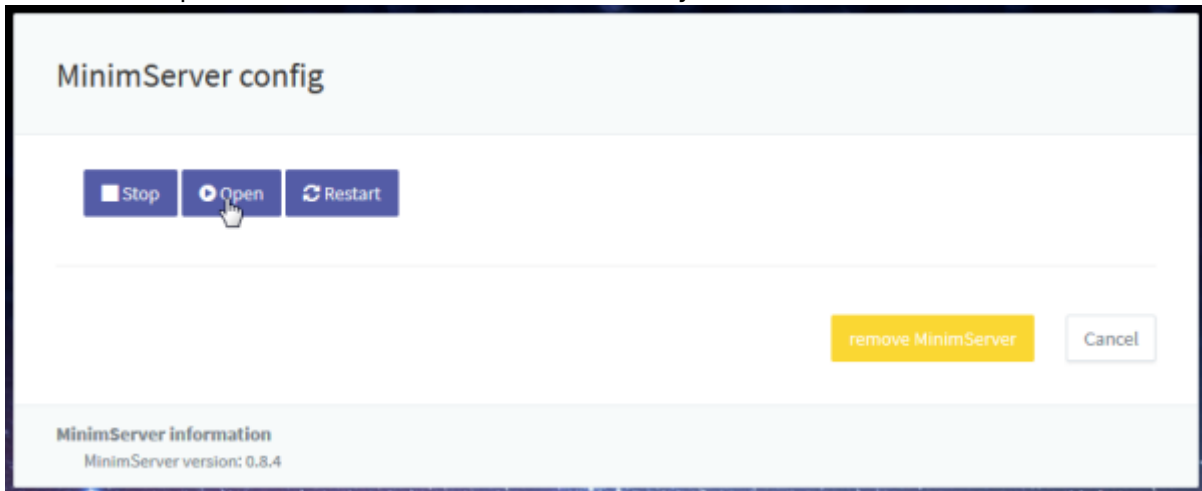 MinimServer config
Stop Open Restart
remove MinimServer Cancel
MinimServer information
MinimServer version: 0.8.4